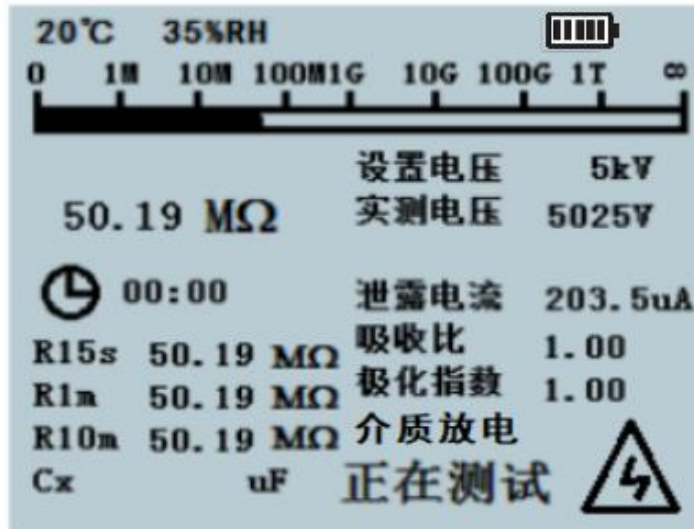 20℃ 35%RH
0 1M 10M 100M1G 10G 100G 1T ∞
设置电压 5kV
50.19 MΩ 实测电压 5025V
00:00 泄露电流 203.5uA
R15s 50.19 MΩ 吸收比 1.00
R1m 50.19 MΩ 极化指数 1.00
R10m 50.19 MΩ 介质放电
Cx uF 正在测试